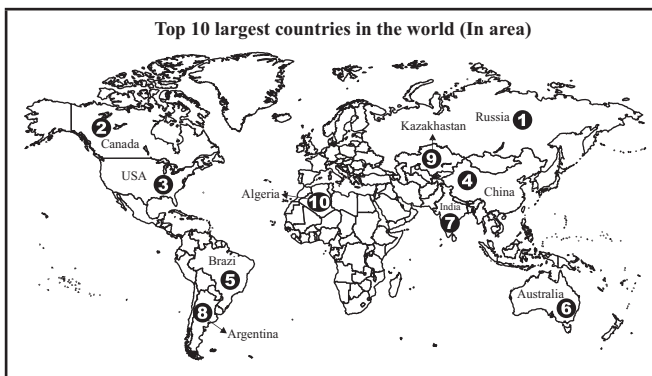 Top 10 largest countries in the world (In area)
Russia 1
2
Canada
Kazakhastan
9
USA
3
4
China
Algeria
10
India
7
Brazi
5
Australia
6
8
Argentina